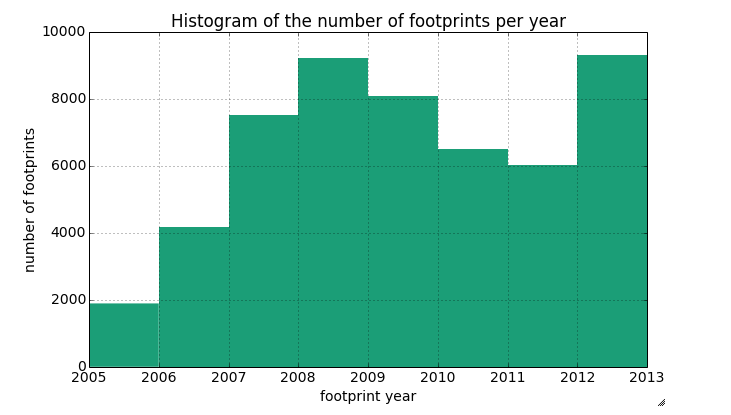 Histogram of the number of footprints per year
10000
8000
6000
4000
2000
0
number of footprints
2005 2006 2007 2008 2009 2010 2011 2012 2013
footprint year